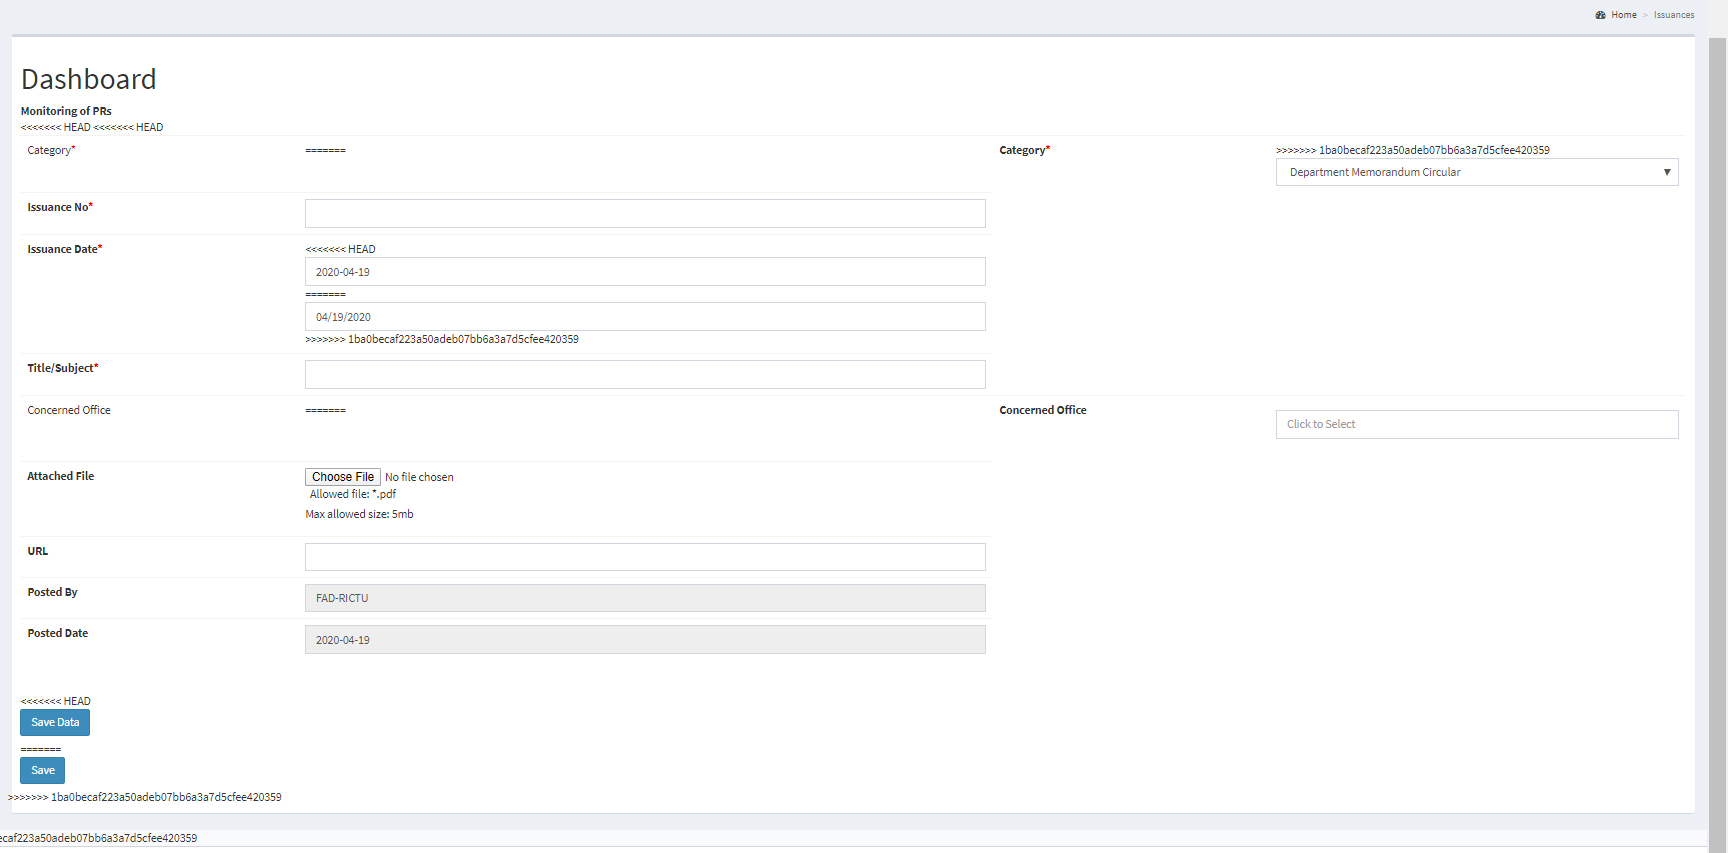 Home > Issuances
Dashboard
Monitoring of PRs
<<<<<<< HEAD <<<<<<< HEAD
Category* ======= Category* >>>>>>> 1ba0becaf223a50adeb07bb6a3a7d5cfee420359
Department Memorandum Circular
Issuance No*
Issuance Date* <<<<<<< HEAD
2020-04-19
=======
04/19/2020
>>>>>>> 1ba0becaf223a50adeb07bb6a3a7d5cfee420359
Title/Subject*
Concerned Office ======= Concerned Office
Click to Select
Attached File Choose File No file chosen
Allowed file: *.pdf
Max allowed size: 5mb
URL
Posted By FAD-RICTU
Posted Date 2020-04-19
<<<<<<< HEAD
Save Data
=======
Save
>>>>>>> 1ba0becaf223a50adeb07bb6a3a7d5cfee420359
ecaf223a50adeb07bb6a3a7d5cfee420359